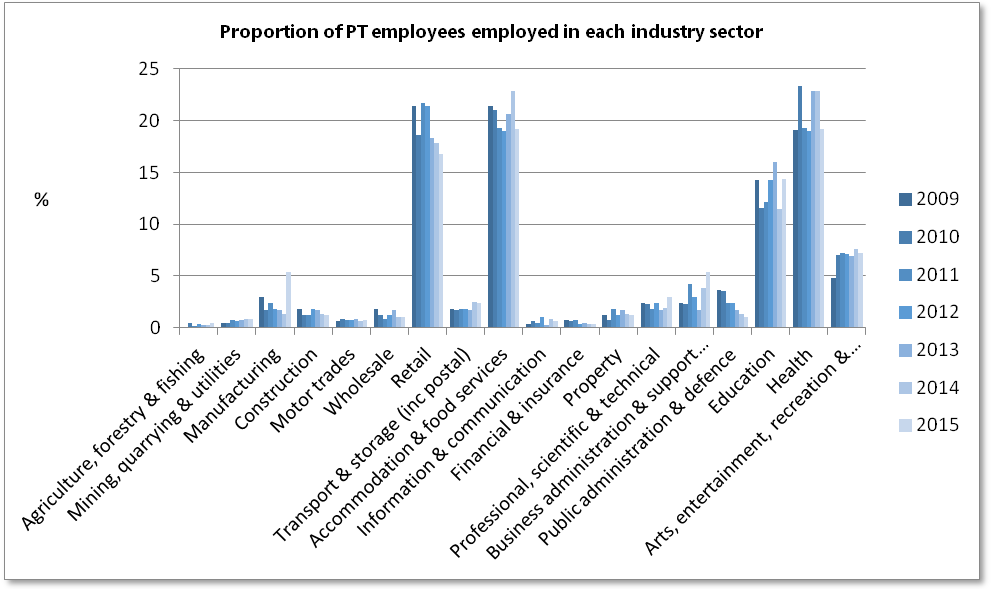 Proportion of PT employees employed in each industry sector
25
20
15
10
5
0
%
Agriculture, forestry & fishing
Mining, quarrying & utilities
Manufacturing
Construction
Motor trades
Wholesale
Retail
Transport & storage (inc postal)
Accommodation & food services
Information & communication
Financial & insurance
Property
Professional, scientific & technical
Business administration & support...
Public administration & defence
Education
Health
Arts, entertainment, recreation &...
2009
2010
2011
2012
2013
2014
2015